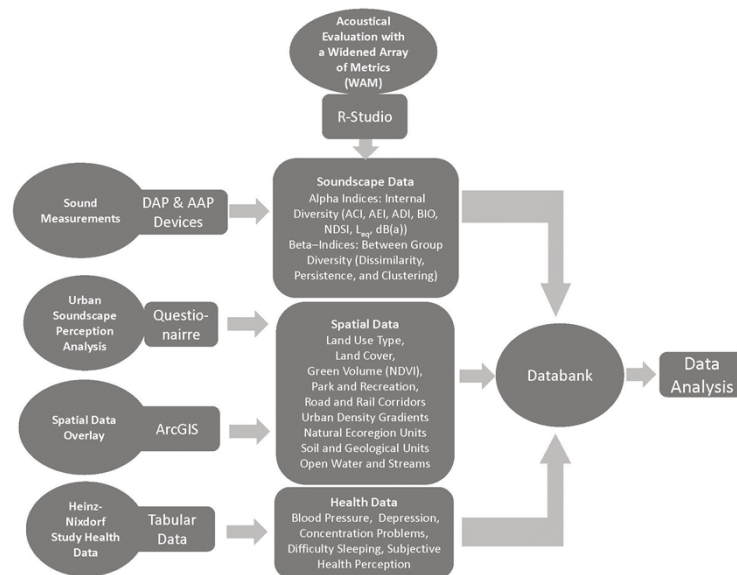 Acoustical
Evaluation with
a Widened Array
of Metrics
(WAM)
R-Studio
Sound
Measurements
DAP & AAP
Devices
Soundscape Data
Alpha Indices: Internal
Diversity (ACI, AEI, ADI, BIO,
NDSI, Leq, dB(a))
Beta–Indices: Between Group
Diversity (Dissimilarity,
Persistence, and Clustering)
Urban
Soundscape
Perception
Analysis
Questio-
nairre
Spatial Data
Land Use Type,
Land Cover,
Green Volume (NDVI),
Park and Recreation,
Road and Rail Corridors
Urban Density Gradients
Natural Ecoregion Units
Soil and Geological Units
Open Water and Streams
Spatial Data
Overlay
ArcGIS
Databank
Data
Analysis
Heinz-
Nixdorf
Study Health
Data
Tabular
Data
Health Data
Blood Pressure, Depression,
Concentration Problems,
Difficulty Sleeping, Subjective
Health Perception